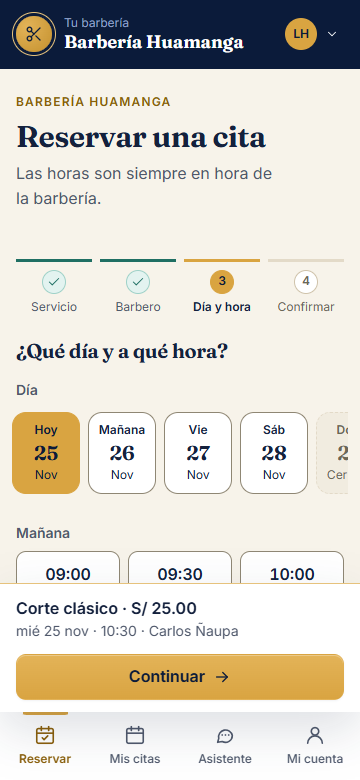 Tu barbería
Barbería Huamanga
LH
BARBERÍA HUAMANGA
Reservar una cita
Las horas son siempre en hora de
la barbería.
3
4
Servicio
Barbero
Día y hora
Confirmar
¿Qué día y a qué hora?
Día
Hoy
25
Nov
Mañana
26
Nov
Vie
27
Nov
Sáb
28
Nov
Mañana
09:00
09:30
10:00
Corte clásico · S/ 25.00
mié 25 nov · 10:30 · Carlos Ñaupa
Continuar →
Reservar
Mis citas
Asistente
Mi cuenta